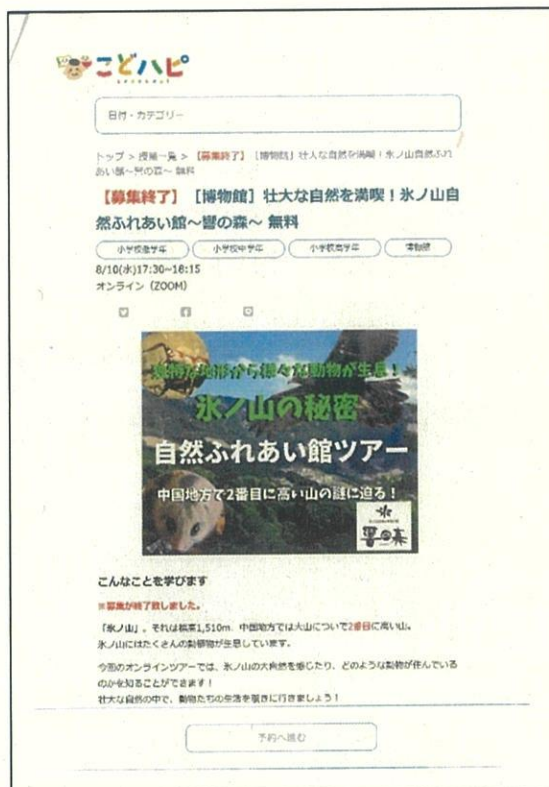 こどハピ
日付・カテゴリー
トップ > 授業一覧 > 【募集終了】［博物館］壮大な自然を満喫！氷ノ山自然ふれ
あい館～響の森～ 無料
【募集終了】［博物館］壮大な自然を満喫！氷ノ山自
然ふれあい館～響の森～ 無料
小学校低学年 小学校中学年 小学校高学年 博物館
8/10(水)17:30~18:15
オンライン（ZOOM）
独特な地形から様々な動物が生息！
氷ノ山の秘密
自然ふれあい館ツアー
中国地方で2番目に高い山の謎に迫る！
響の森
こんなことを学びます
※募集が終了致しました。
「氷ノ山」。それは標高1,510m、中国地方では大山についで2番目に高い山。
氷ノ山にはたくさんの動植物が生息しています。
今回のオンラインツアーでは、氷ノ山の大自然を感じたり、どのような動物が住んでいる
のかを知ることができます！
壮大な自然の中で、動物たちの生活を覗きに行きましょう！
予約へ進む